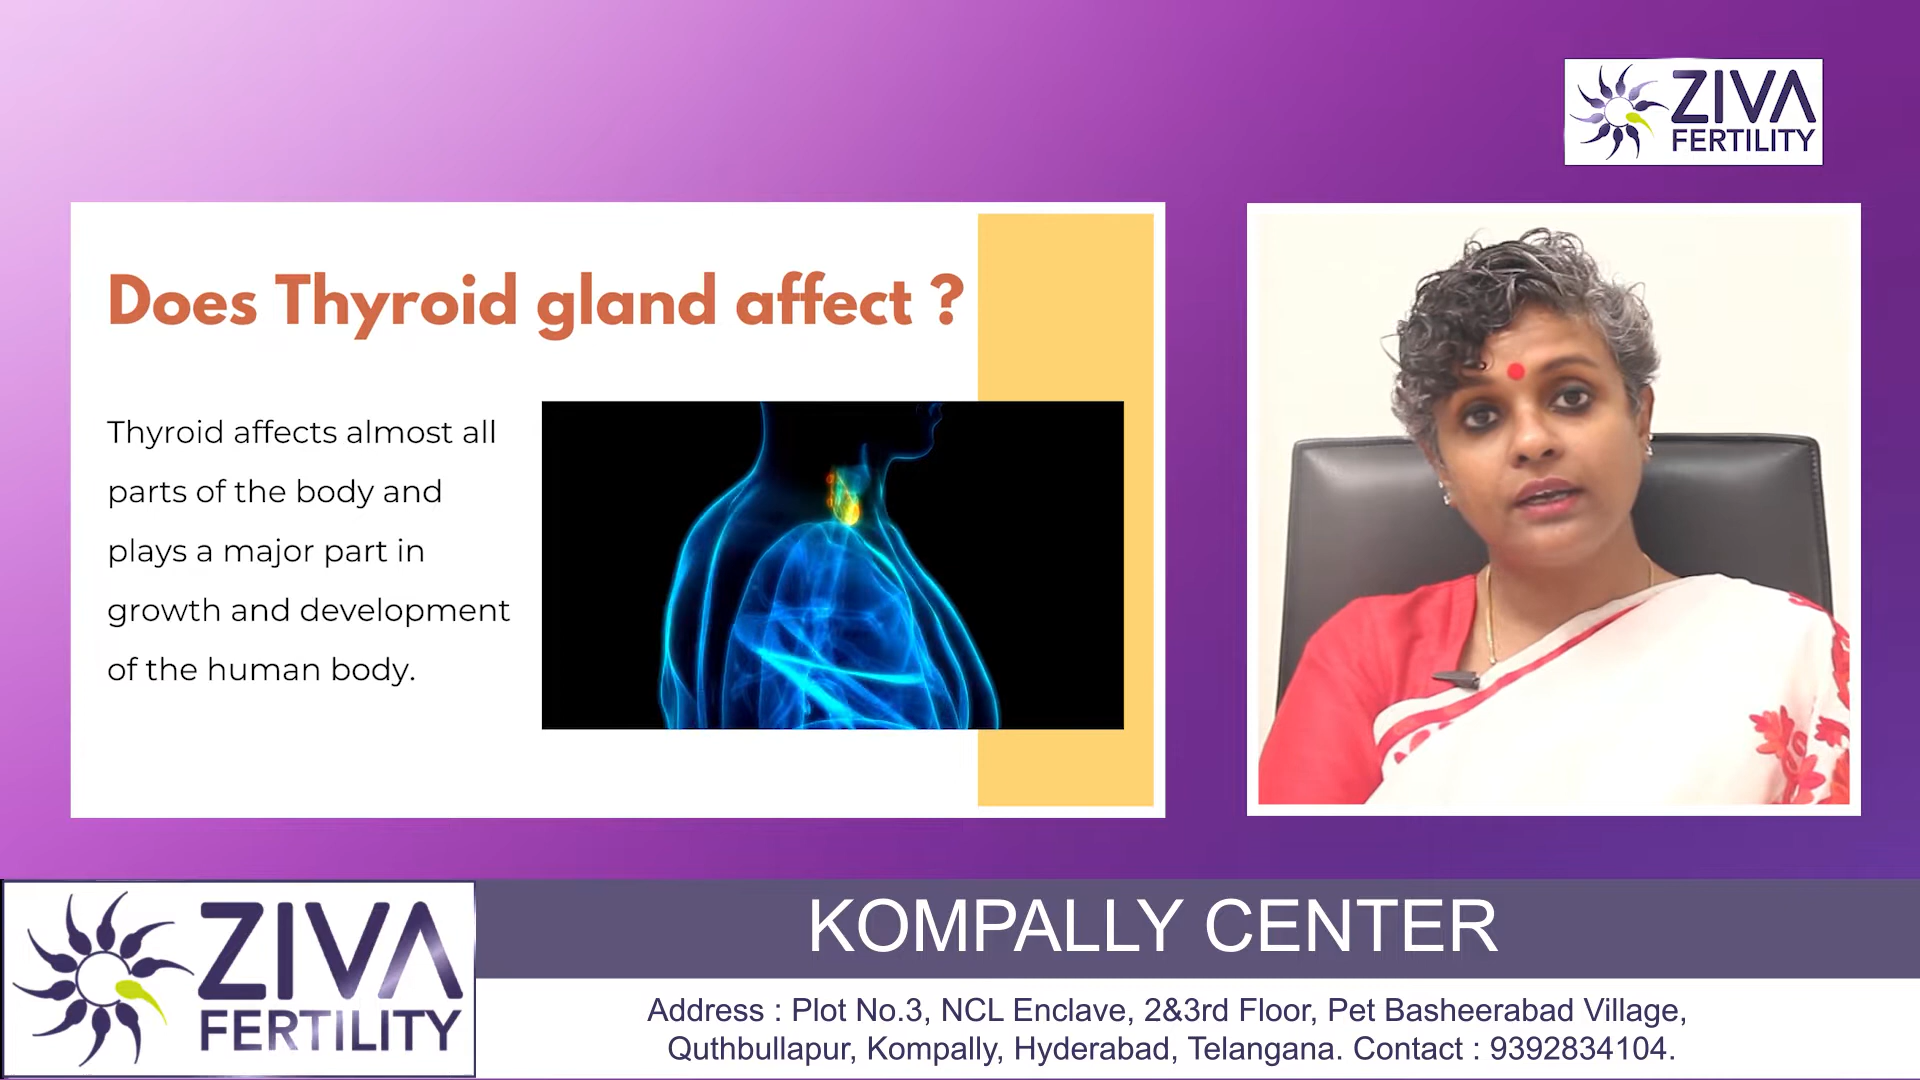 ZIVA
FERTILITY
Does Thyroid gland affect ?
Thyroid affects almost all
parts of the body and
plays a major part in
growth and development
of the human body.
ZIVA
FERTILITY
KOMPALLY CENTER
Address : Plot No.3, NCL Enclave, 2&3rd Floor, Pet Basheerabad Village,
Quthbullapur, Kompally, Hyderabad, Telangana. Contact : 9392834104.